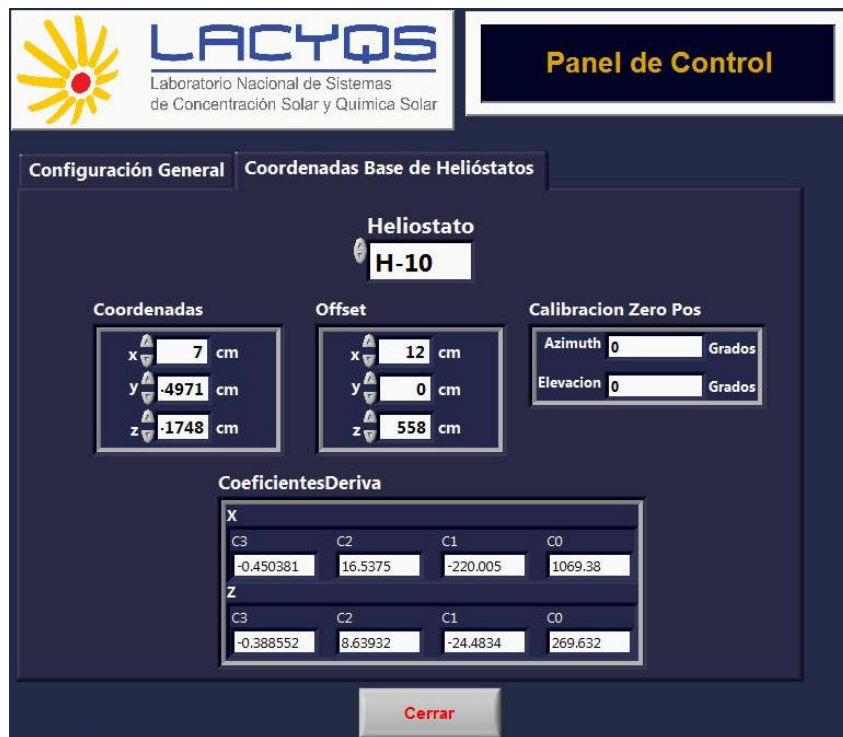 LACYQS
Laboratorio Nacional de Sistemas
de Concentración Solar y Química Solar
Panel de Control
Configuración General
Coordenadas Base de Helióstatos
Heliostato
H-10
Coordenadas
x 7 cm
y -4971 cm
z -1748 cm
Offset
x 12 cm
y 0 cm
z 558 cm
Calibracion Zero Pos
Azimuth 0 Grados
Elevacion 0 Grados
CoeficientesDeriva
X
C3 C2 C1 C0
-0.450381 16.5375 -220.005 1069.38
Z
C3 C2 C1 C0
-0.388552 8.63932 -24.4834 269.632
Cerrar